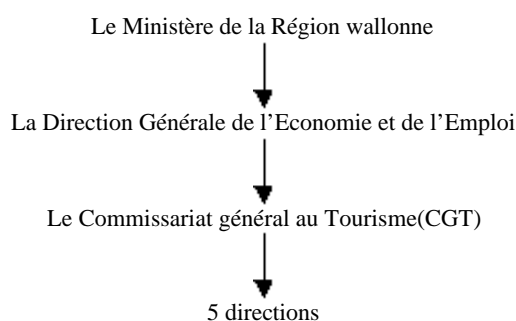 Le Ministère de la Région wallonne
La Direction Générale de l’Economie et de l’Emploi
Le Commissariat général au Tourisme(CGT)
5 directions